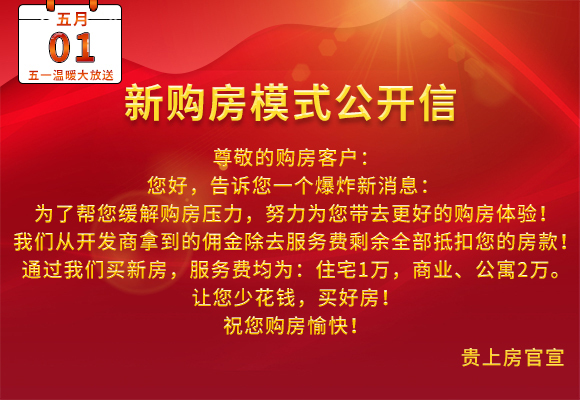 五月
01
五一温暖大放送
新购房模式公开信
尊敬的购房客户：
您好，告诉您一个爆炸新消息：
为了帮您缓解购房压力，努力为您带去更好的购房体验！
我们从开发商拿到的佣金除去服务费剩余全部抵扣您的房款！
通过我们买新房，服务费均为：住宅1万，商业、公寓2万。
让您少花钱，买好房！
祝您购房愉快！
贵上房官宣